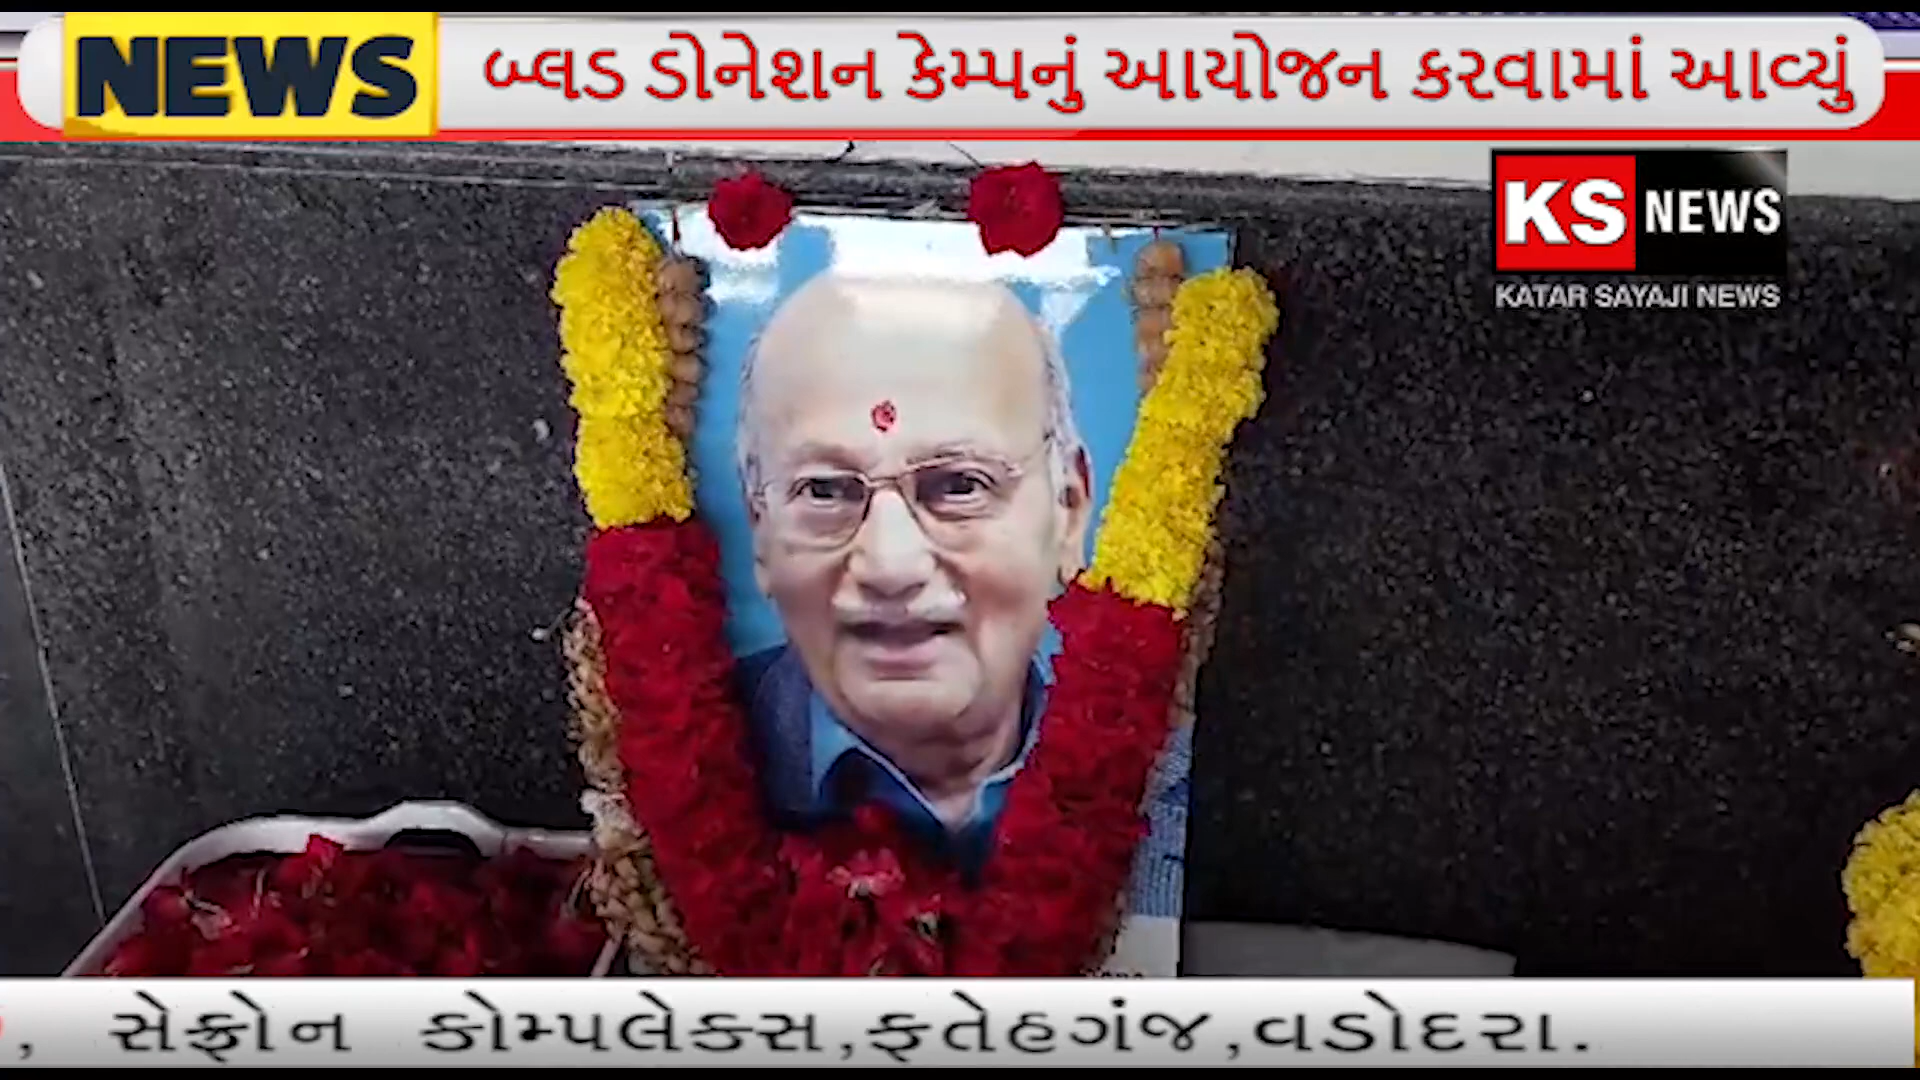 NEWS બ્લડ ડોનેશન કેમ્પનું આયોજન કરવામાં આવ્યું
KS NEWS
KATAR SAYAJI NEWS
, સેફ્રોન કોમ્પલેક્સ,ફતેહગંજ,વડોદરા.